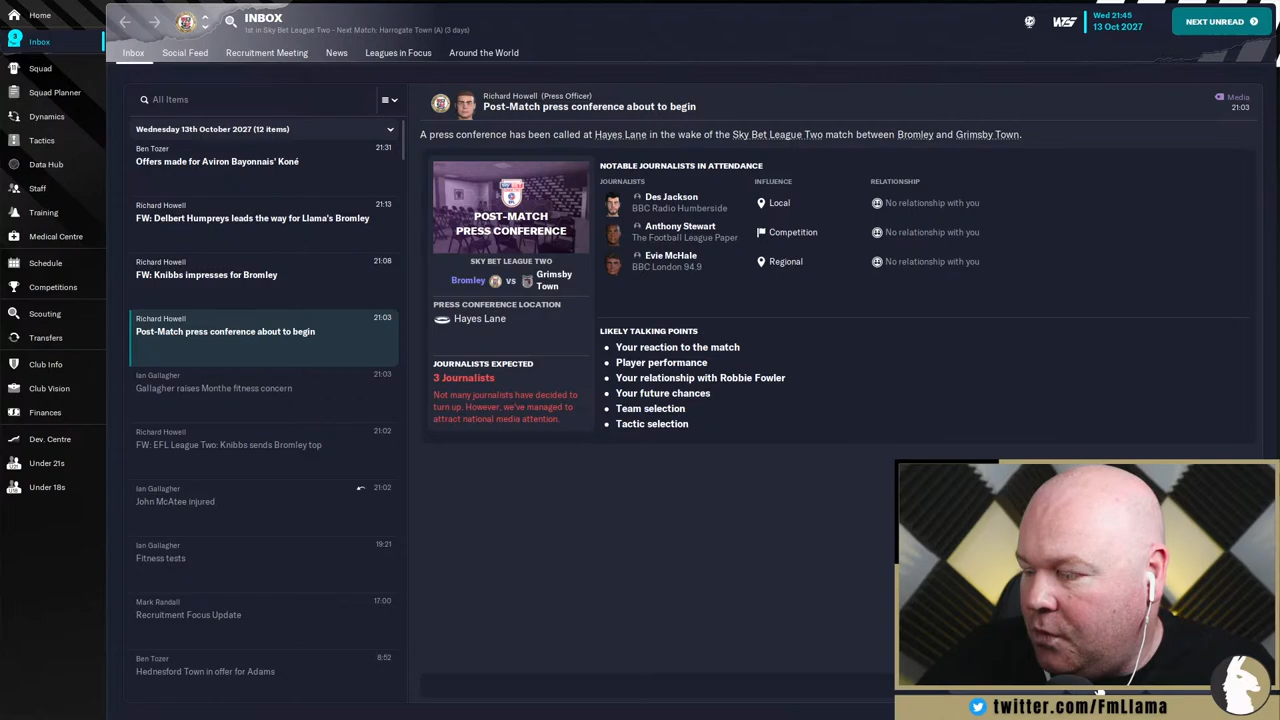 Home
3
Inbox
Squad
Squad Planner
Dynamics
Tactics
Data Hub
Staff
Training
Medical Centre
Schedule
Competitions
Scouting
Transfers
Club Info
Club Vision
Finances
Dev. Centre
Under 21s
Under 18s
INBOX
1st in Sky Bet League Two - Next Match: Harrogate Town (A) (3 days)
Wed 21:45
13 Oct 2027
NEXT UNREAD
Inbox
Social Feed
Recruitment Meeting
News
Leagues in Focus
Around the World
All Items
Wednesday 13th October 2027 (12 items)
Ben Tozer 21:31
Offers made for Aviron Bayonnais' Koné
Richard Howell 21:13
FW: Delbert Humpreys leads the way for Llama's Bromley
Richard Howell 21:08
FW: Knibbs impresses for Bromley
Richard Howell 21:03
Post-Match press conference about to begin
Ian Gallagher 21:03
Gallagher raises Monthe fitness concern
Richard Howell 21:02
FW: EFL League Two: Knibbs sends Bromley top
Ian Gallagher 21:02
John McAtee injured
Ian Gallagher 19:21
Fitness tests
Mark Randall 17:00
Recruitment Focus Update
Ben Tozer 8:52
Hednesford Town in offer for Adams
Richard Howell (Press Officer)
Post-Match press conference about to begin
Media
21:03
A press conference has been called at Hayes Lane in the wake of the Sky Bet League Two match between Bromley and Grimsby Town.
POST-MATCH
PRESS CONFERENCE
SKY BET LEAGUE TWO
Bromley vs Grimsby Town
PRESS CONFERENCE LOCATION
Hayes Lane
JOURNALISTS EXPECTED
3 Journalists
Not many journalists have decided to
turn up. However, we've managed to
attract national media attention.
NOTABLE JOURNALISTS IN ATTENDANCE
JOURNALISTS INFLUENCE RELATIONSHIP
Des Jackson
BBC Radio Humberside
Local
No relationship with you
Anthony Stewart
The Football League Paper
Competition
No relationship with you
Evie McHale
BBC London 94.9
Regional
No relationship with you
LIKELY TALKING POINTS
Your reaction to the match
Player performance
Your relationship with Robbie Fowler
Your future chances
Team selection
Tactic selection
twitter.com/FmLlama